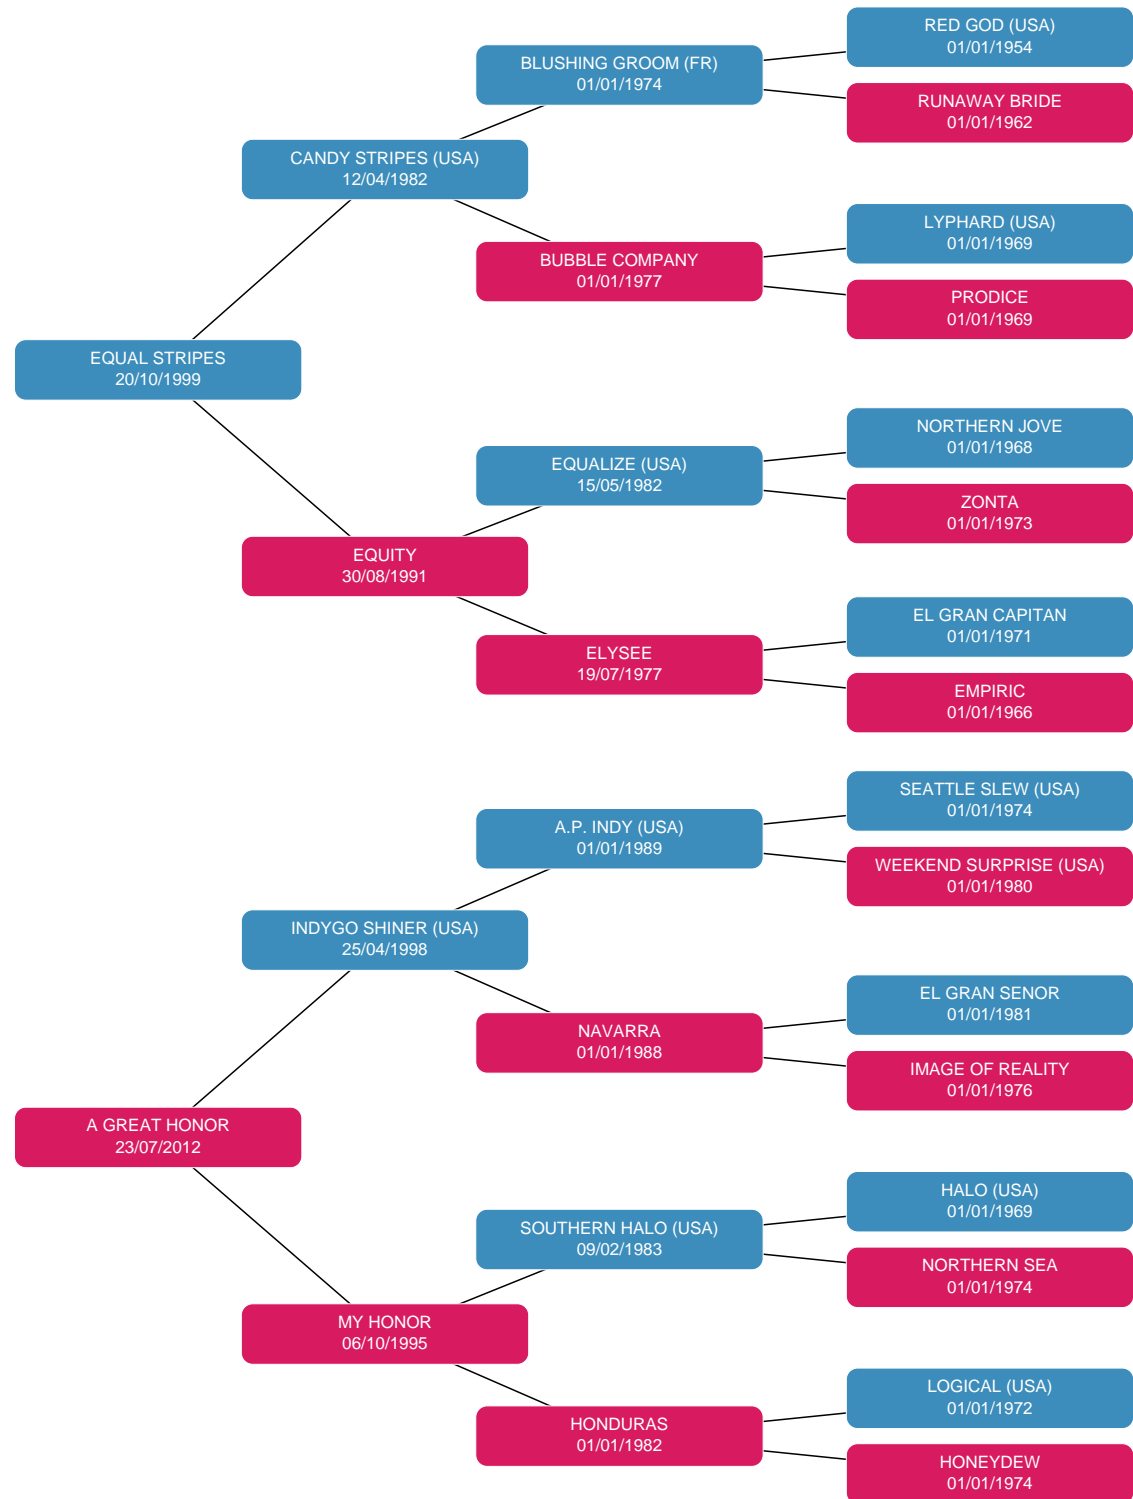 RED GOD (USA)
01/01/1954
BLUSHING GROOM (FR)
01/01/1974
RUNAWAY BRIDE
01/01/1962
CANDY STRIPES (USA)
12/04/1982
LYPHARD (USA)
01/01/1969
BUBBLE COMPANY
01/01/1977
PRODICE
01/01/1969
EQUAL STRIPES
20/10/1999
NORTHERN JOVE
01/01/1968
EQUALIZE (USA)
15/05/1982
ZONTA
01/01/1973
EQUITY
30/08/1991
EL GRAN CAPITAN
01/01/1971
ELYSEE
19/07/1977
EMPIRIC
01/01/1966
SEATTLE SLEW (USA)
01/01/1974
A.P. INDY (USA)
01/01/1989
WEEKEND SURPRISE (USA)
01/01/1980
INDYGO SHINER (USA)
25/04/1998
EL GRAN SENOR
01/01/1981
NAVARRA
01/01/1988
IMAGE OF REALITY
01/01/1976
A GREAT HONOR
23/07/2012
HALO (USA)
01/01/1969
SOUTHERN HALO (USA)
09/02/1983
NORTHERN SEA
01/01/1974
MY HONOR
06/10/1995
LOGICAL (USA)
01/01/1972
HONDURAS
01/01/1982
HONEYDEW
01/01/1974